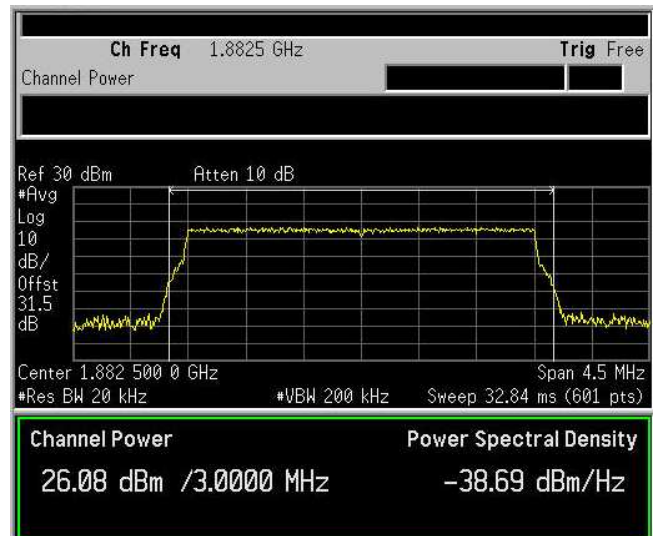 Ch Freq 1.8825 GHz Trig Free
Channel Power
Ref 30 dBm Atten 10 dB
#Avg
Log
10
dB/
Offst
31.5
dB
Center 1.882 500 0 GHz Span 4.5 MHz
#Res BW 20 kHz #VBW 200 kHz Sweep 32.84 ms (601 pts)
Channel Power Power Spectral Density
26.08 dBm /3.0000 MHz -38.69 dBm/Hz